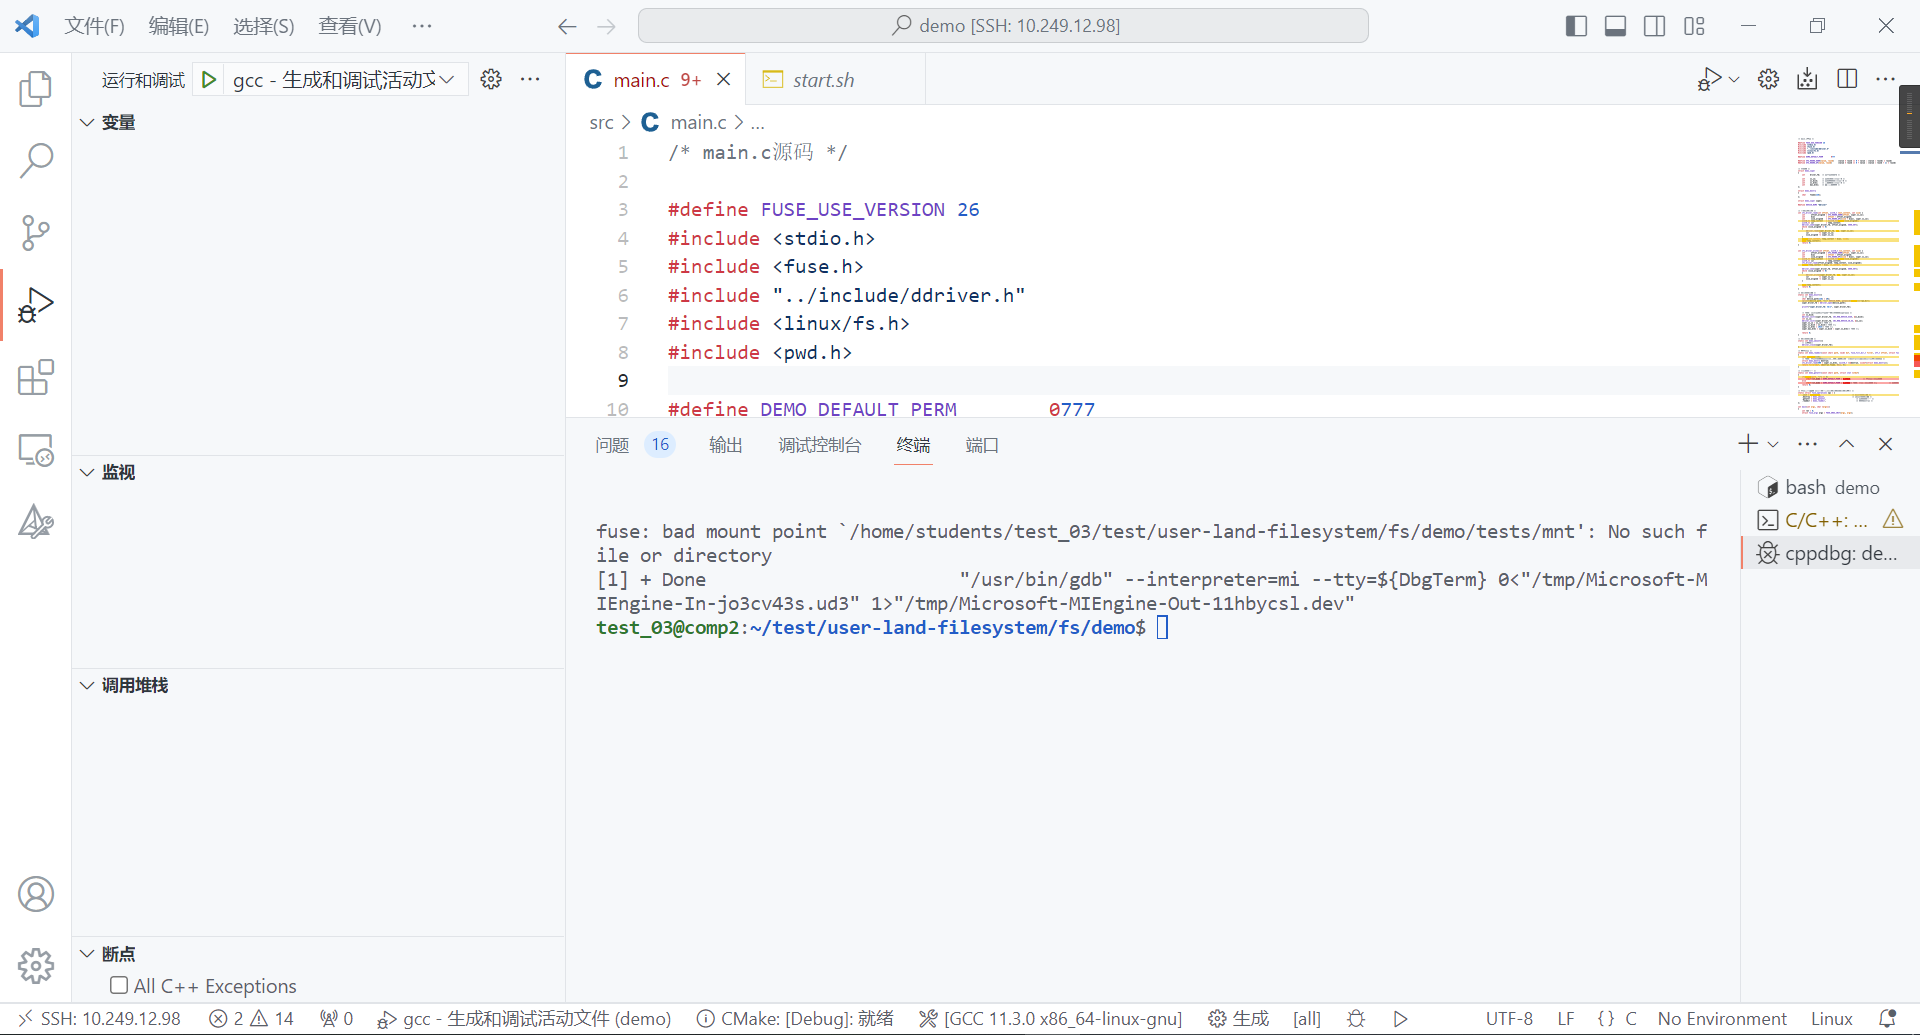 文件(F) 编辑(E) 选择(S) 查看(V) ··· demo [SSH: 10.249.12.98]
运行和调试 gcc - 生成和调试活动文
变量
监视
调用堆栈
断点
All C++ Exceptions
main.c 9+ start.sh
src > main.c > ...
1 /* main.c源码 */
2
3 #define FUSE_USE_VERSION 26
4 #include <stdio.h>
5 #include <fuse.h>
6 #include "../include/ddriver.h"
7 #include <linux/fs.h>
8 #include <pwd.h>
9
10 #define DEMO_DEFAULT_PERM 0777
问题 16 输出 调试控制台 终端 端口
fuse: bad mount point `/home/students/test_03/test/user-land-filesystem/fs/demo/tests/mnt': No such f
ile or directory
[1] + Done "/usr/bin/gdb" --interpreter=mi --tty=${DbgTerm} 0<"/tmp/Microsoft-M
IEngine-In-jo3cv43s.ud3" 1>"/tmp/Microsoft-MIEngine-Out-11hbycsl.dev"
test_03@comp2:~/test/user-land-filesystem/fs/demo$
bash demo
C/C++: ...
cppdbg: de...
SSH: 10.249.12.98 2 14 0 gcc - 生成和调试活动文件 (demo) CMake: [Debug]: 就绪 [GCC 11.3.0 x86_64-linux-gnu] 生成 [all] UTF-8 LF { } C No Environment Linux